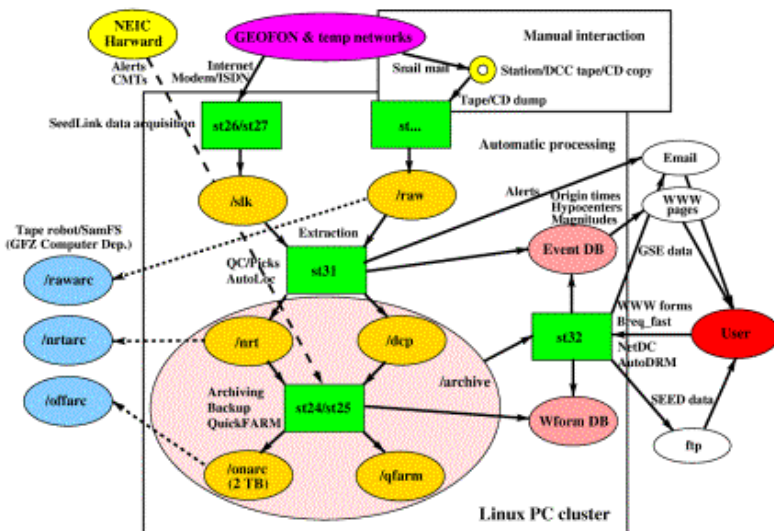 NEIC
Harward
GEOFON & temp networks
Manual interaction
Alerts
CMTs
Internet
Modem/ISDN
Snail mail
Station/DCC tape/CD copy
Tape/CD dump
SeedLink data acquisition
st26/st27
st...
Automatic processing
Email
/slk
/raw
Alerts
Origin times
Hypocenters
Magnitudes
WWW
pages
Tape robot/SamFS
(GFZ Computer Dep.)
Extraction
Event DB
GSE data
/rawarc
QC/Picks
AutoLoc
st31
WWW forms
Breq_fast
User
/nrtarc
/nrt
/dcp
st32
NetDC
AutoDRM
/archive
/offarc
Archiving
Backup
QuickFARM
st24/st25
SEED data
Wform DB
ftp
/onarc
(2 TB)
/qfarm
Linux PC cluster